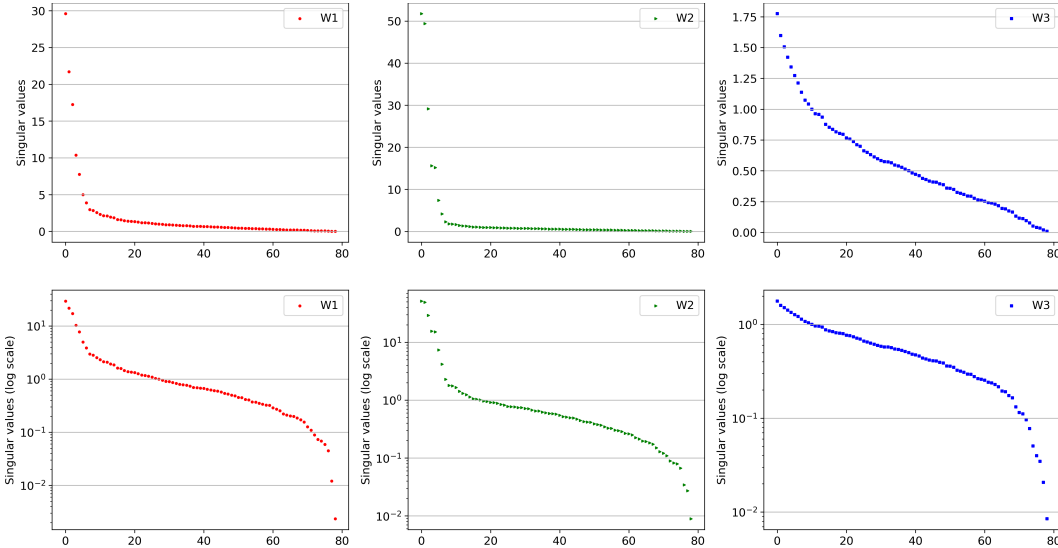 30
25
20
15
10
5
0
Singular values
0 20 40 60 80
W1
50
40
30
20
10
0
Singular values
0 20 40 60 80
W2
1.75
1.50
1.25
1.00
0.75
0.50
0.25
0.00
Singular values
0 20 40 60 80
W3
10¹
10⁰
10⁻¹
10⁻²
Singular values (log scale)
0 20 40 60 80
W1
10¹
10⁰
10⁻¹
10⁻²
Singular values (log scale)
0 20 40 60 80
W2
10⁰
10⁻¹
10⁻²
Singular values (log scale)
0 20 40 60 80
W3